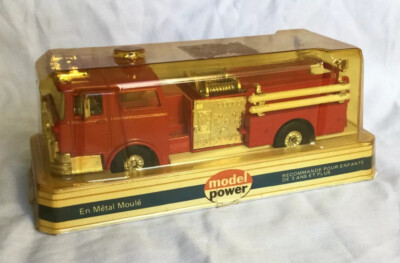 En Métal Moulé
model
power
RECOMMANDÉ POUR ENFANTS
DE 3 ANS ET PLUS